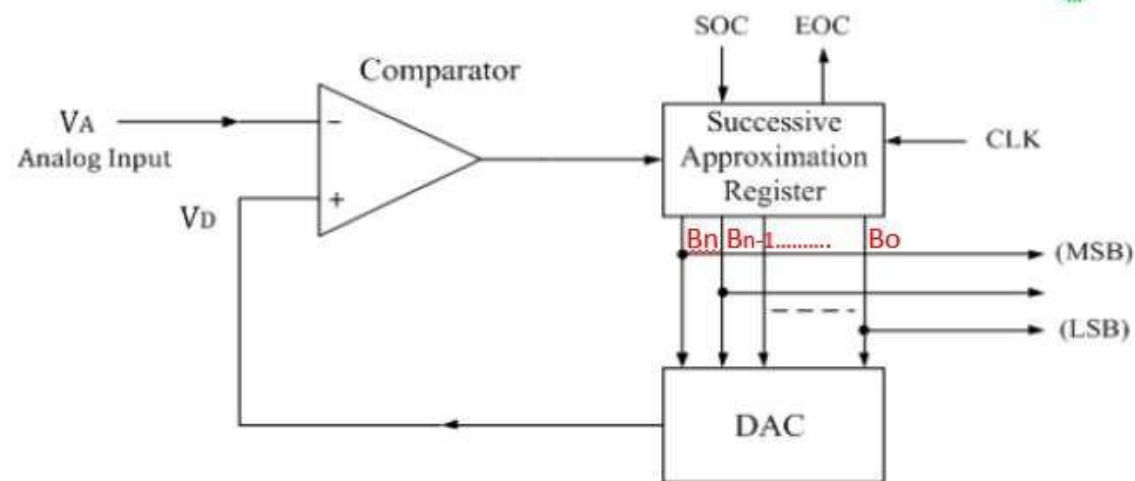 SOC EOC
Comparator
VA
Analog Input
−
+
VD
Successive
Approximation
Register
CLK
Bn Bn-1.......... Bo
(MSB)
(LSB)
DAC